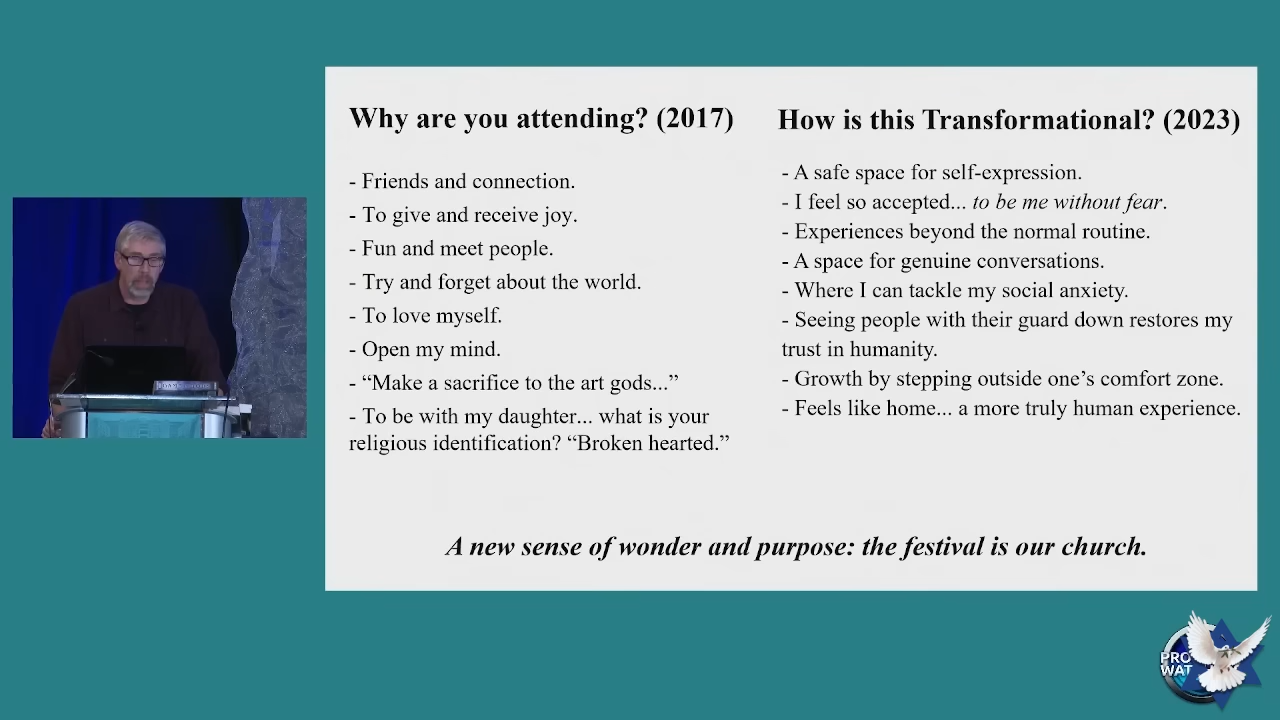 Why are you attending? (2017)
- Friends and connection.
- To give and receive joy.
- Fun and meet people.
- Try and forget about the world.
- To love myself.
- Open my mind.
- “Make a sacrifice to the art gods...”
- To be with my daughter... what is your
religious identification? “Broken hearted.”
How is this Transformational? (2023)
- A safe space for self-expression.
- I feel so accepted... to be me without fear.
- Experiences beyond the normal routine.
- A space for genuine conversations.
- Where I can tackle my social anxiety.
- Seeing people with their guard down restores my
trust in humanity.
- Growth by stepping outside one’s comfort zone.
- Feels like home... a more truly human experience.
A new sense of wonder and purpose: the festival is our church.
PRO
WAT